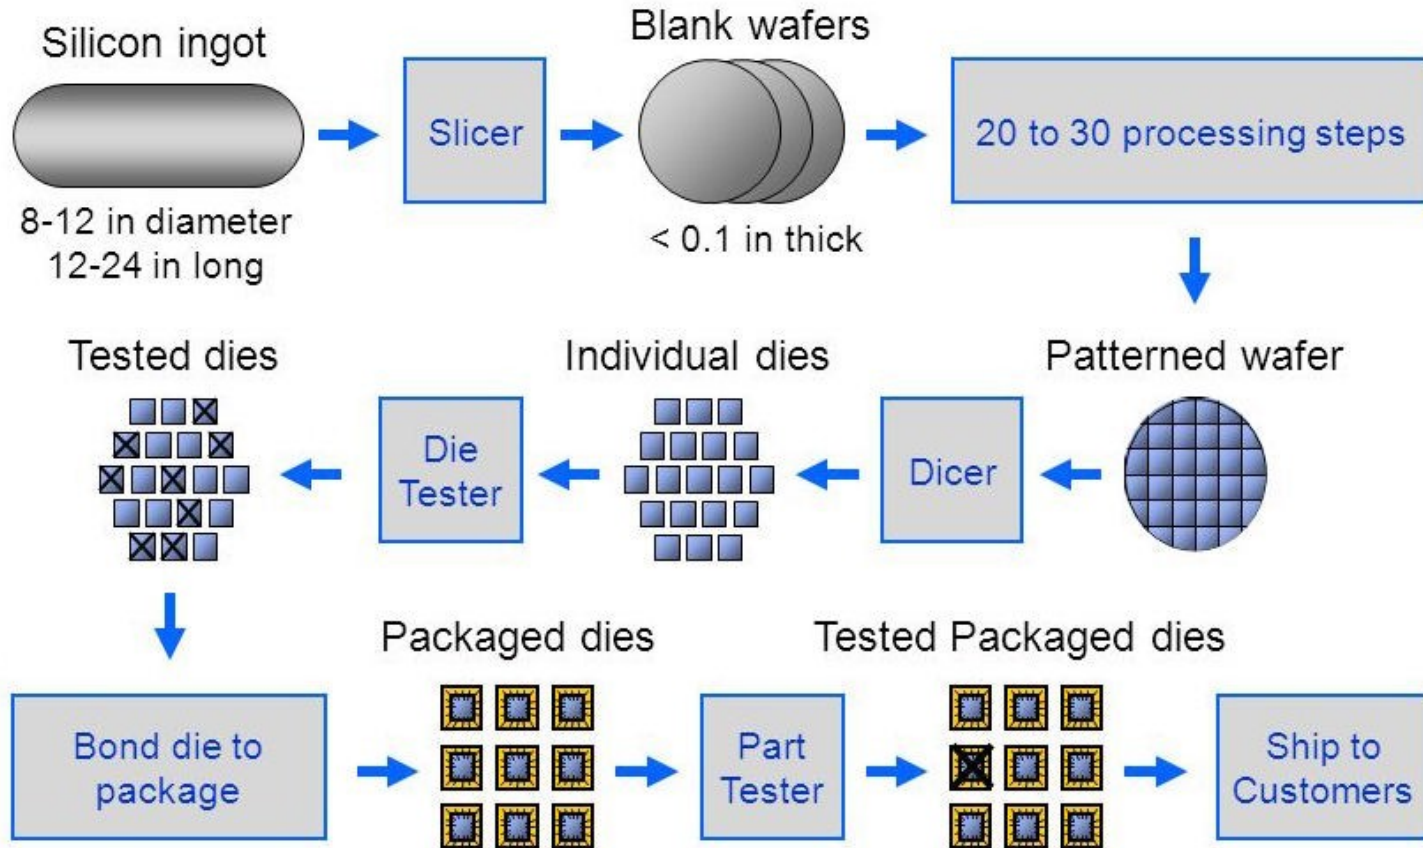 Silicon ingot
8-12 in diameter
12-24 in long
Slicer
Blank wafers
< 0.1 in thick
20 to 30 processing steps
Patterned wafer
Dicer
Individual dies
Die
Tester
Tested dies
Bond die to
package
Packaged dies
Part
Tester
Tested Packaged dies
Ship to
Customers